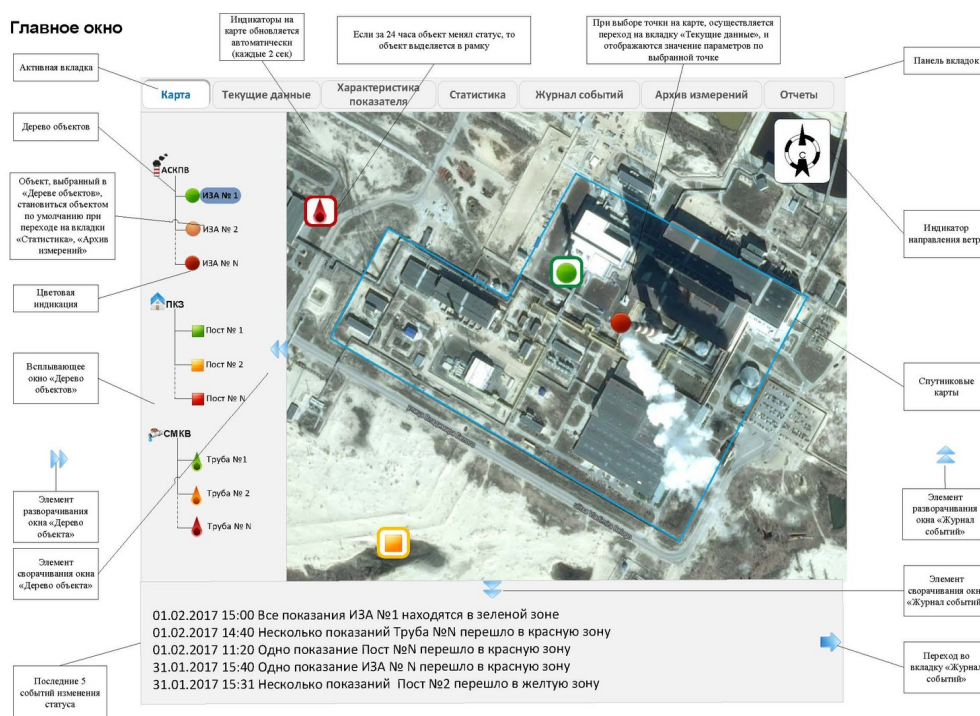 Главное окно
Индикаторы на
карте обновляется
автоматически
(каждые 2 сек)
Если за 24 часа объект менял статус, то
объект выделяется в рамку
При выборе точки на карте, осуществляется
переход на вкладку «Текущие данные», и
отображаются значение параметров по
выбранной точке
Активная вкладка
Панель вкладок
Карта
Текущие данные
Характеристика
показателя
Статистика
Журнал событий
Архив измерений
Отчеты
Дерево объектов
Объект, выбранный в
«Дереве объектов»,
становиться объектом
по умолчанию при
переходе на вкладки
«Статистика», «Архив
измерений»
Цветовая
индикация
Всплывающее
окно «Дерево
объектов»
Элемент
разворачивания
окна «Дерево
объекта»
Элемент
сворачивания окна
«Дерево объекта»
АСКПВ
ИЗА № 1
ИЗА № 2
ИЗА № N
ПКЗ
Пост № 1
Пост № 2
Пост № N
СМКВ
Труба №1
Труба № 2
Труба № N
С
Индикатор
направления ветр
Спутниковые
карты
Элемент
разворачивания
окна «Журнал
событий»
Элемент
сворачивания окн
«Журнал событий
Переход во
вкладку «Журнал
событий»
Последние 5
событий изменения
статуса
01.02.2017 15:00 Все показания ИЗА №1 находятся в зеленой зоне
01.02.2017 14:40 Несколько показаний Труба №N перешло в красную зону
01.02.2017 11:20 Одно показание Пост №N перешло в красную зону
31.01.2017 15:40 Одно показание ИЗА № N перешло в красную зону
31.01.2017 15:31 Несколько показаний Пост №2 перешло в желтую зону